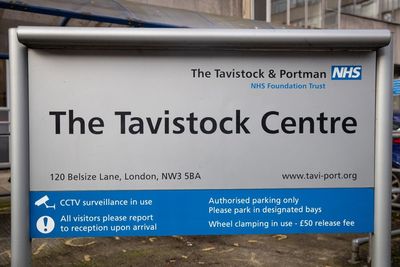 The Tavistock & Portman NHS
NHS Foundation Trust
The Tavistock Centre
120 Belsize Lane, London, NW3 5BA
www.tavi-port.org
CCTV surveillance in use
All visitors please report
to reception upon arrival
Authorised parking only
Please park in designated bays
Wheel clamping in use - £50 release fee